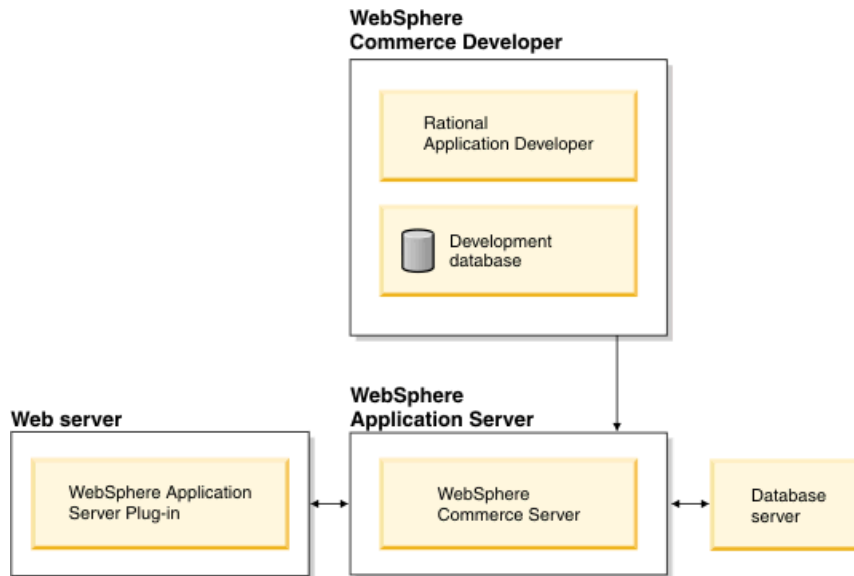 WebSphere
Commerce Developer
Rational
Application Developer
Development
database
WebSphere
Application Server
Web server
WebSphere Application
Server Plug-in
WebSphere
Commerce Server
Database
server